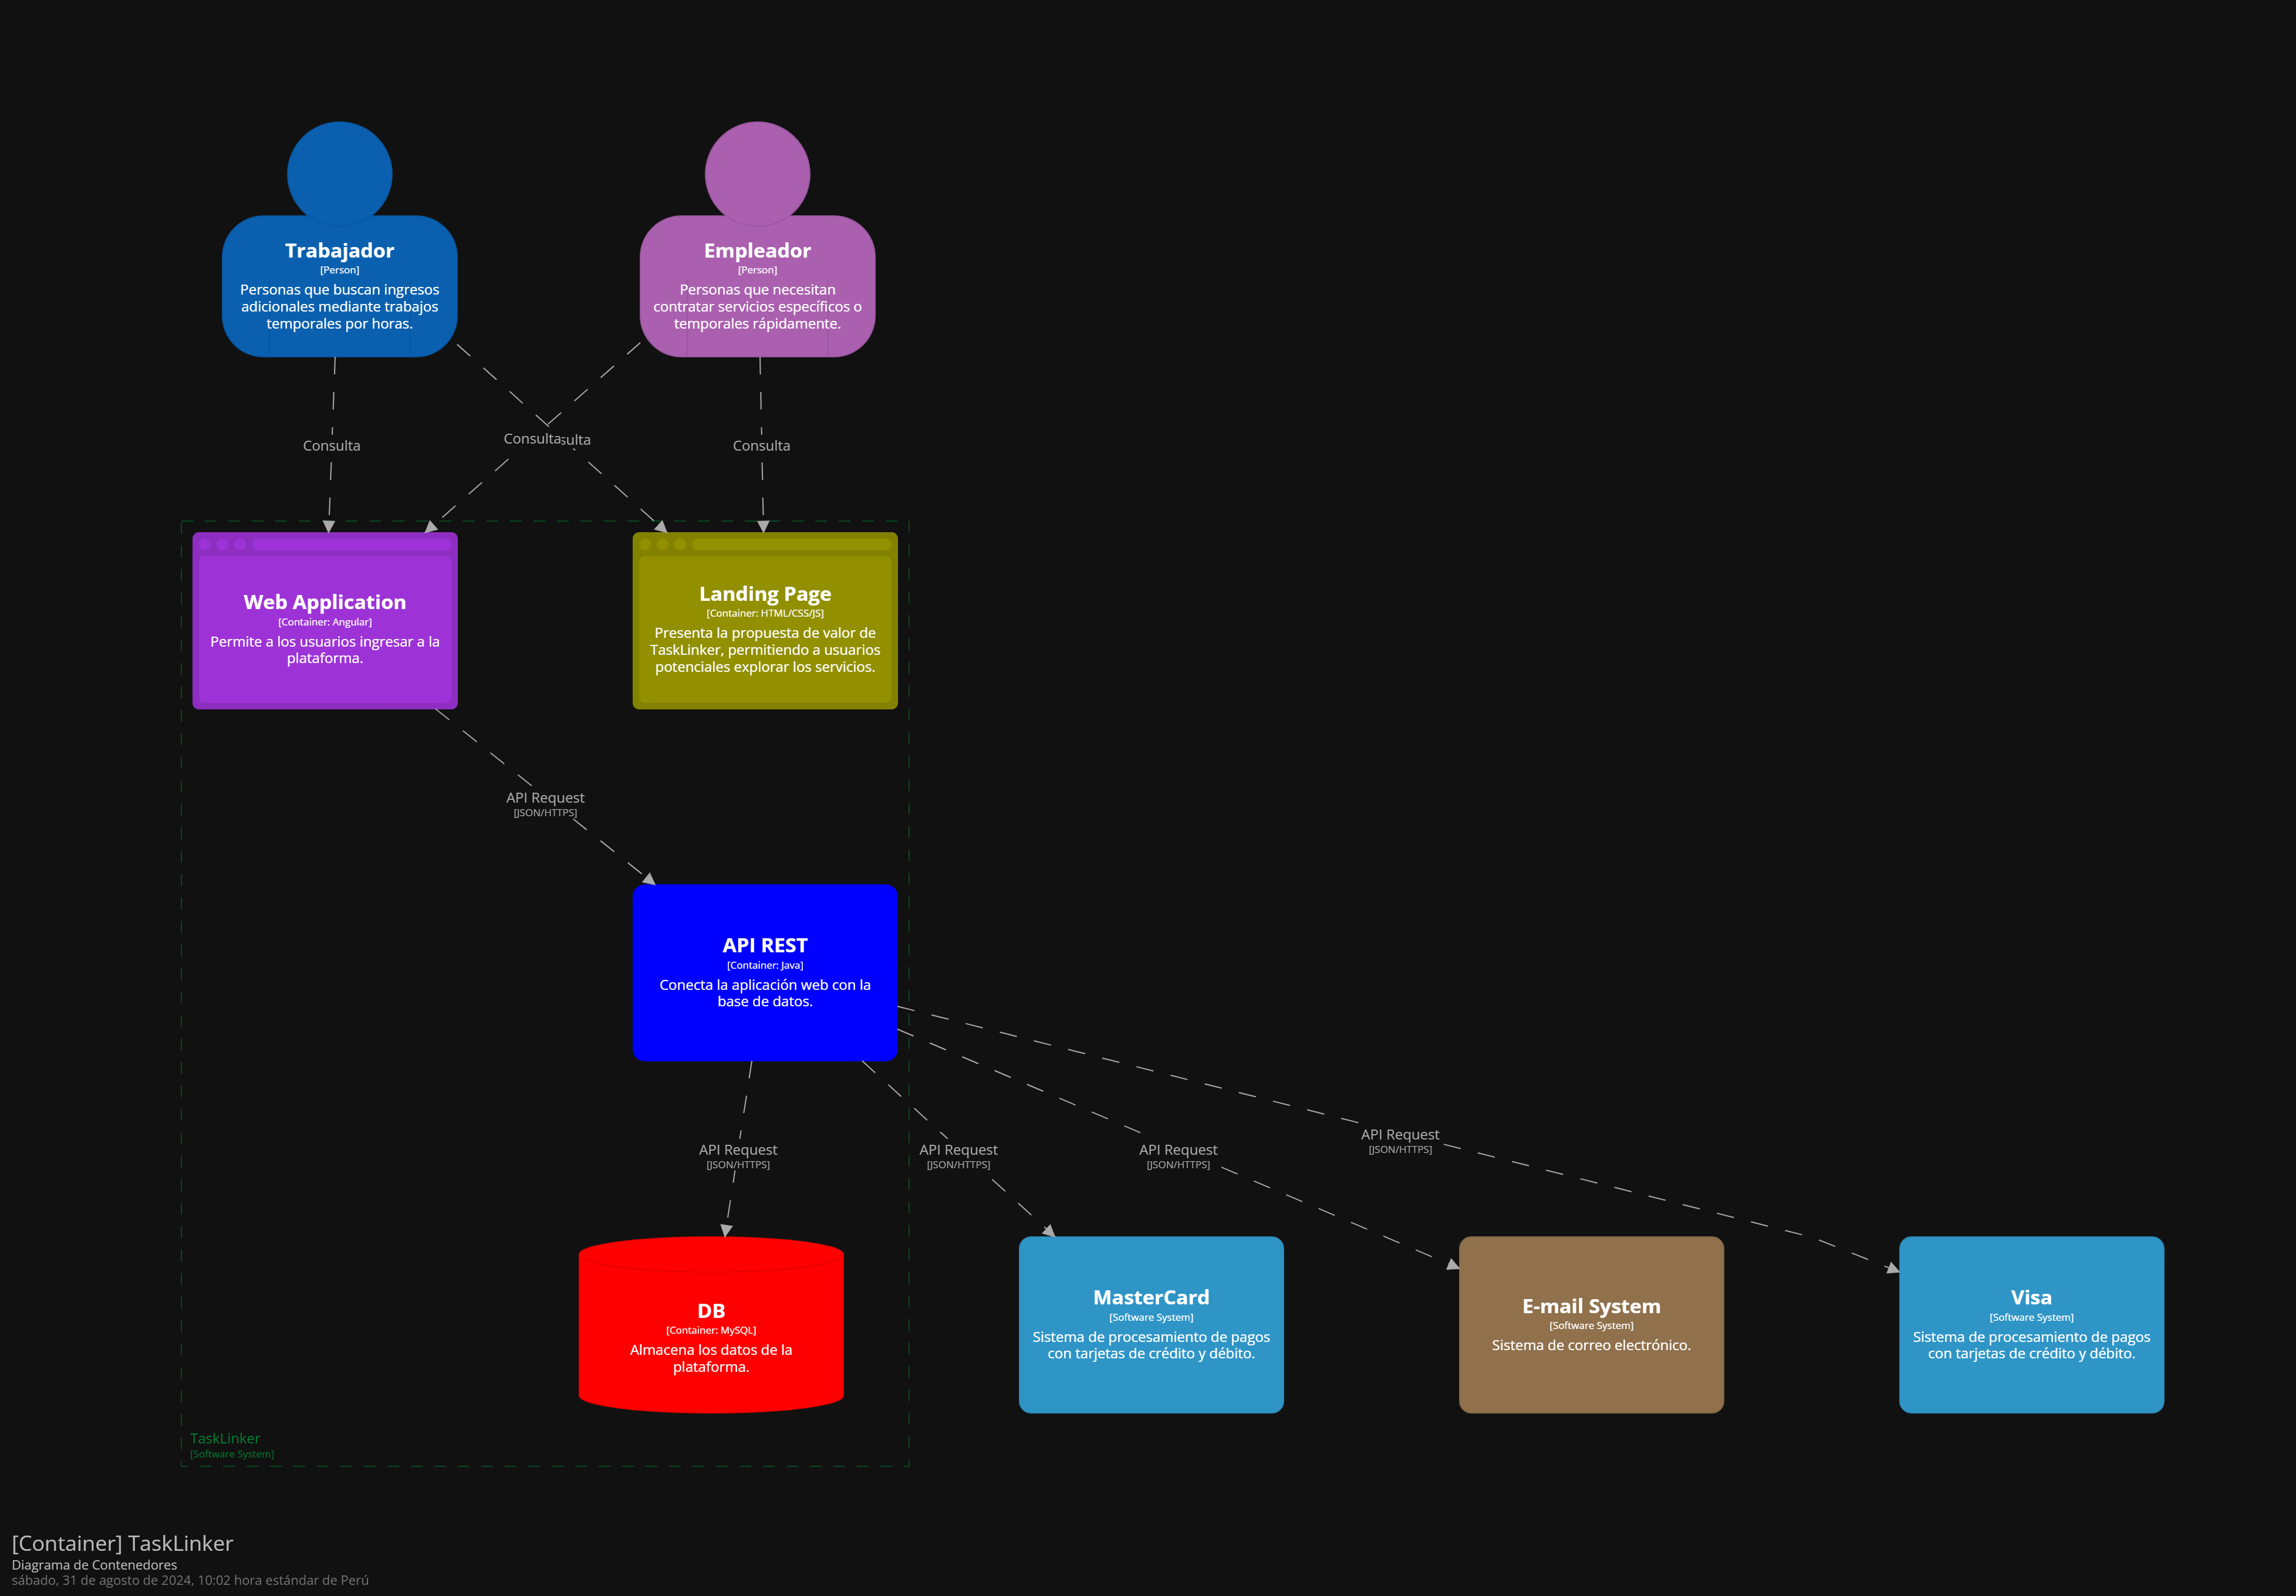 Trabajador
[Person]
Personas que buscan ingresos
adicionales mediante trabajos
temporales por horas.
Empleador
[Person]
Personas que necesitan
contratar servicios específicos o
temporales rápidamente.
Consulta
Consulta
sulta
Consulta
Web Application
[Container: Angular]
Permite a los usuarios ingresar a la
plataforma.
Landing Page
[Container: HTML/CSS/JS]
Presenta la propuesta de valor de
TaskLinker, permitiendo a usuarios
potenciales explorar los servicios.
API Request
[JSON/HTTPS]
API REST
[Container: Java]
Conecta la aplicación web con la
base de datos.
API Request
[JSON/HTTPS]
API Request
[JSON/HTTPS]
API Request
[JSON/HTTPS]
API Request
[JSON/HTTPS]
DB
[Container: MySQL]
Almacena los datos de la
plataforma.
MasterCard
[Software System]
Sistema de procesamiento de pagos
con tarjetas de crédito y débito.
E-mail System
[Software System]
Sistema de correo electrónico.
Visa
[Software System]
Sistema de procesamiento de pagos
con tarjetas de crédito y débito.
TaskLinker
[Software System]
[Container] TaskLinker
Diagrama de Contenedores
sábado, 31 de agosto de 2024, 10:02 hora estándar de Perú